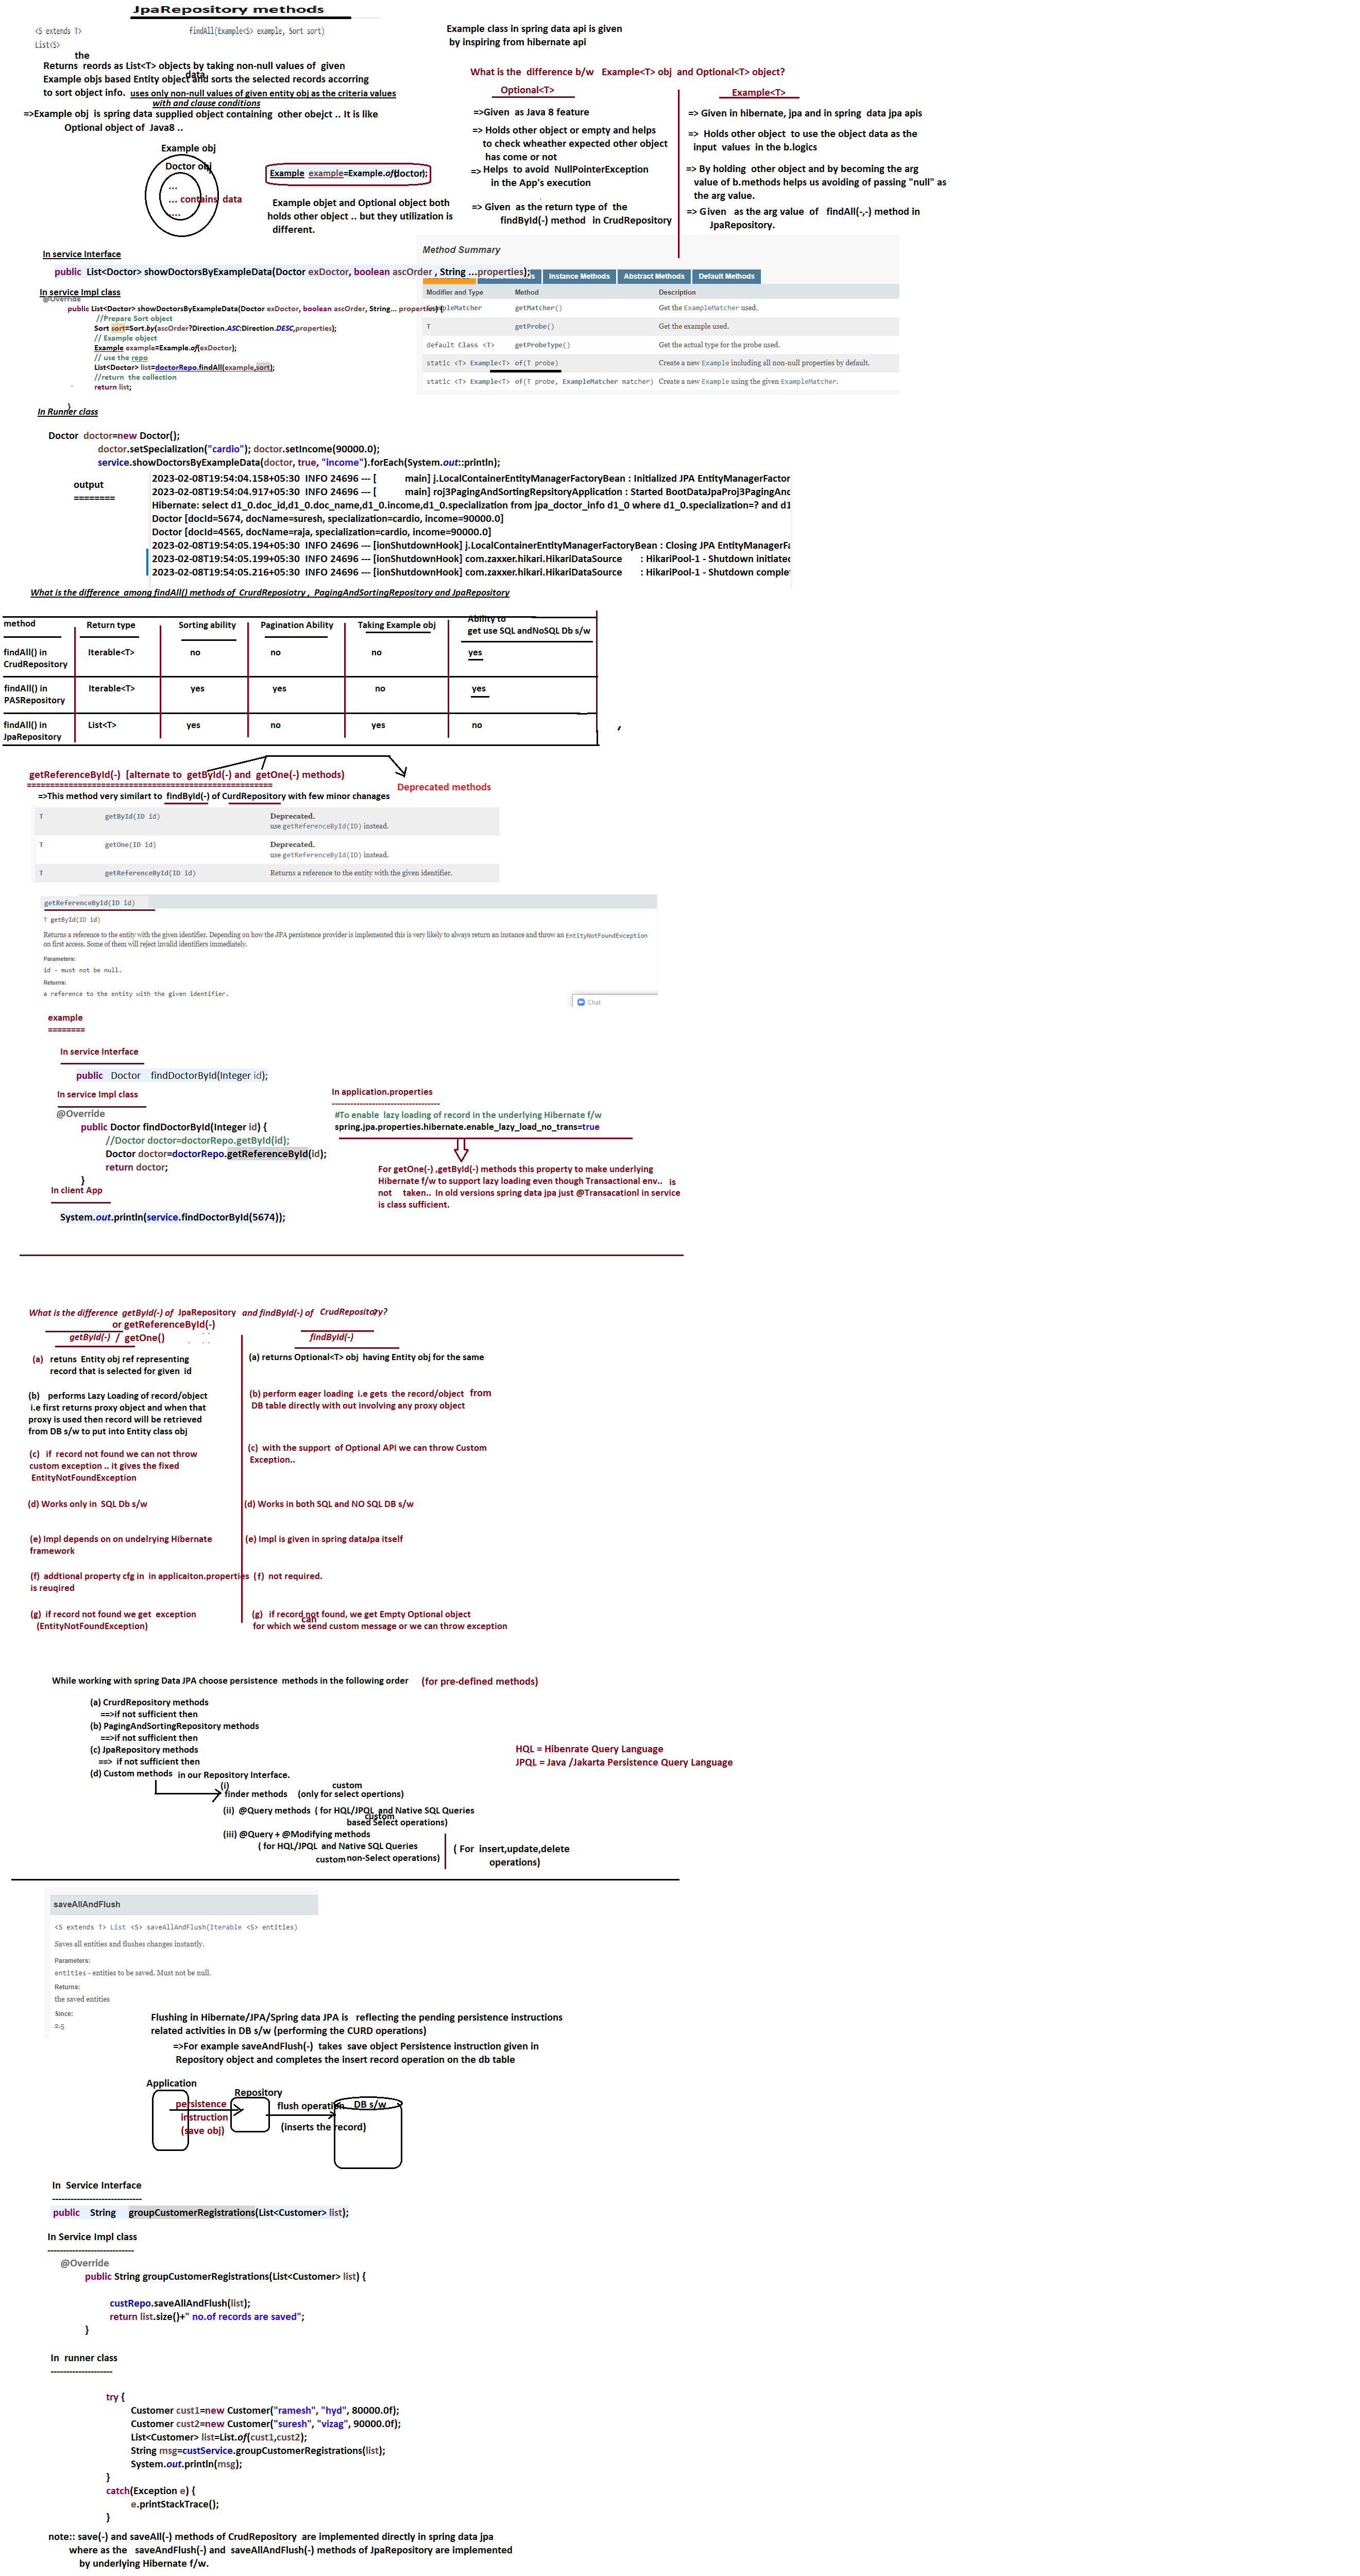 JpaRepository methods
<S extends T> findAll(Example<S> example, Sort sort)
List<S>
the
Returns reords as List<T> objects by taking non-null values of given
data
Example objs based Entity object and sorts the selected records accorring
to sort object info. uses only non-null values of given entity obj as the criteria values
with and clause conditions
=>Example obj is spring data supplied object containing other obejct .. It is like
Optional object of Java8 ..
Example obj
Doctor obj
...
... contains data
....
Example example=Example.of(doctor);
Example objet and Optional object both
holds other object .. but they utilization is
different.
Example class in spring data api is given
by inspiring from hibernate api
What is the difference b/w Example<T> obj and Optional<T> object?
Optional<T>
=>Given as Java 8 feature
=> Holds other object or empty and helps
to check wheather expected other object
has come or not
=> Helps to avoid NullPointerException
in the App's execution
=> Given as the return type of the
findById(-) method in CrudRepository
Example<T>
=> Given in hibernate, jpa and in spring data jpa apis
=> Holds other object to use the object data as the
input values in the b.logics
=> By holding other object and by becoming the arg
value of b.methods helps us avoiding of passing "null" as
the arg value.
=> Given as the arg value of findAll(-,-) method in
JpaRepository.
In service Interface
public List<Doctor> showDoctorsByExampleData(Doctor exDoctor, boolean ascOrder , String ...properties);
In service Impl class
@Override
public List<Doctor> showDoctorsByExampleData(Doctor exDoctor, boolean ascOrder, String... properties) {
//Prepare Sort object
Sort sort=Sort.by(ascOrder?Direction.ASC:Direction.DESC,properties);
// Example object
Example example=Example.of(exDoctor);
// use the repo
List<Doctor> list=doctorRepo.findAll(example,sort);
//return the collection
return list;
}
Method Summary
Instance Methods Abstract Methods Default Methods
Modifier and Type Method Description
ExampleMatcher getMatcher() Get the ExampleMatcher used.
T getProbe() Get the example used.
default Class <T> getProbeType() Get the actual type for the probe used.
static <T> Example<T> of(T probe) Create a new Example including all non-null properties by default.
static <T> Example<T> of(T probe, ExampleMatcher matcher) Create a new Example using the given ExampleMatcher.
In Runner class
Doctor doctor=new Doctor();
doctor.setSpecialization("cardio"); doctor.setIncome(90000.0);
service.showDoctorsByExampleData(doctor, true, "income").forEach(System.out::println);
output
========
2023-02-08T19:54:04.158+05:30 INFO 24696 --- [ main] j.LocalContainerEntityManagerFactoryBean : Initialized JPA EntityManagerFactor
2023-02-08T19:54:04.917+05:30 INFO 24696 --- [ main] roj3PagingAndSortingRepsitoryApplication : Started BootDataJpaProj3PagingAnd
Hibernate: select d1_0.doc_id,d1_0.doc_name,d1_0.income,d1_0.specialization from jpa_doctor_info d1_0 where d1_0.specialization=? and d1
Doctor [docId=5674, docName=suresh, specialization=cardio, income=90000.0]
Doctor [docId=4565, docName=raja, specialization=cardio, income=90000.0]
2023-02-08T19:54:05.194+05:30 INFO 24696 --- [ionShutdownHook] j.LocalContainerEntityManagerFactoryBean : Closing JPA EntityManagerFa
2023-02-08T19:54:05.199+05:30 INFO 24696 --- [ionShutdownHook] com.zaxxer.hikari.HikariDataSource : HikariPool-1 - Shutdown initiated
2023-02-08T19:54:05.216+05:30 INFO 24696 --- [ionShutdownHook] com.zaxxer.hikari.HikariDataSource : HikariPool-1 - Shutdown complet
What is the difference among findAll() methods of CrurdReposiotry , PagingAndSortingRepository and JpaRepository
method Return type Sorting ability Pagination Ability Taking Example obj Ability to
get use SQL andNoSQL Db s/w
findAll() in Iterable<T> no no no yes
CrudRepository
findAll() in Iterable<T> yes yes no yes
PASRepository
findAll() in List<T> yes no yes no
JpaRepository
getReferenceById(-) [alternate to getById(-) and getOne(-) methods)
=====================================================
Deprecated methods
=>This method very similart to findById(-) of CurdRepository with few minor chanages
T getById(ID id) Deprecated.
use getReferenceById(ID) instead.
T getOne(ID id) Deprecated.
use getReferenceById(ID) instead.
T getReferenceById(ID id) Returns a reference to the entity with the given identifier.
getReferenceById(ID id)
T getById(ID id)
Returns a reference to the entity with the given identifier. Depending on how the JPA persistence provider is implemented this is very likely to always return an instance and throw an EntityNotFoundException
on first access. Some of them will reject invalid identifiers immediately.
Parameters:
id - must not be null.
Returns:
a reference to the entity with the given identifier.
Chat
example
========
In service Interface
public Doctor findDoctorById(Integer id);
In service Impl class
@Override
public Doctor findDoctorById(Integer id) {
//Doctor doctor=doctorRepo.getById(id);
Doctor doctor=doctorRepo.getReferenceById(id);
return doctor;
}
In client App
System.out.println(service.findDoctorById(5674));
In application.properties
-----------------------------------
#To enable lazy loading of record in the underlying Hibernate f/w
spring.jpa.properties.hibernate.enable_lazy_load_no_trans=true
For getOne(-) ,getById(-) methods this property to make underlying
Hibernate f/w to support lazy loading even though Transactional env.. is
not taken.. In old versions spring data jpa just @Transacationl in service
is class sufficient.
What is the difference getById(-) of JpaRepository and findById(-) of CrudRepository?
or getReferenceById(-)
getById(-) / getOne()
(a) retuns Entity obj ref representing
record that is selected for given id
(b) performs Lazy Loading of record/object
i.e first returns proxy object and when that
proxy is used then record will be retrieved
from DB s/w to put into Entity class obj
(c) if record not found we can not throw
custom exception .. it gives the fixed
EntityNotFoundException
(d) Works only in SQL Db s/w
(e) Impl depends on on undelrying Hibernate
framework
(f) addtional property cfg in in applicaiton.properties
is reuqired
(g) if record not found we get exception
(EntityNotFoundException)
findById(-)
(a) returns Optional<T> obj having Entity obj for the same
(b) perform eager loading i.e gets the record/object from
DB table directly with out involving any proxy object
(c) with the support of Optional API we can throw Custom
Exception..
(d) Works in both SQL and NO SQL DB s/w
(e) Impl is given in spring dataJpa itself
(f) not required.
(g) if record not found, we get Empty Optional object
can
for which we send custom message or we can throw exception
While working with spring Data JPA choose persistence methods in the following order (for pre-defined methods)
(a) CrurdRepository methods
==>if not sufficient then
(b) PagingAndSortingRepository methods
==>if not sufficient then
(c) JpaRepository methods
==> if not sufficient then
(d) Custom methods in our Repository Interface.
HQL = Hibenrate Query Language
JPQL = Java /Jakarta Persistence Query Language
(i) custom
finder methods (only for select opertions)
(ii) @Query methods ( for HQL/JPQL and Native SQL Queries
custom
based Select operations)
(iii) @Query + @Modifying methods
( for HQL/JPQL and Native SQL Queries
custom non-Select operations)
( For insert,update,delete
operations)
saveAllAndFlush
<S extends T> List <S> saveAllAndFlush(Iterable <S> entities)
Saves all entities and flushes changes instantly.
Parameters:
entities - entities to be saved. Must not be null.
Returns:
the saved entities
Since:
2.5
Flushing in Hibernate/JPA/Spring data JPA is reflecting the pending persistence instructions
related activities in DB s/w (performing the CURD operations)
=>For example saveAndFlush(-) takes save object Persistence instruction given in
Repository object and completes the insert record operation on the db table
Application
Repository
persistence
instruction
(save obj)
flush operation
(inserts the record)
DB s/w
In Service Interface
-----------------------------
public String groupCustomerRegistrations(List<Customer> list);
In Service Impl class
----------------------------
@Override
public String groupCustomerRegistrations(List<Customer> list) {
custRepo.saveAllAndFlush(list);
return list.size()+" no.of records are saved";
}
In runner class
--------------------
try {
Customer cust1=new Customer("ramesh", "hyd", 80000.0f);
Customer cust2=new Customer("suresh", "vizag", 90000.0f);
List<Customer> list=List.of(cust1,cust2);
String msg=custService.groupCustomerRegistrations(list);
System.out.println(msg);
}
catch(Exception e) {
e.printStackTrace();
}
note:: save(-) and saveAll(-) methods of CrudRepository are implemented directly in spring data jpa
where as the saveAndFlush(-) and saveAllAndFlush(-) methods of JpaRepository are implemented
by underlying Hibernate f/w.